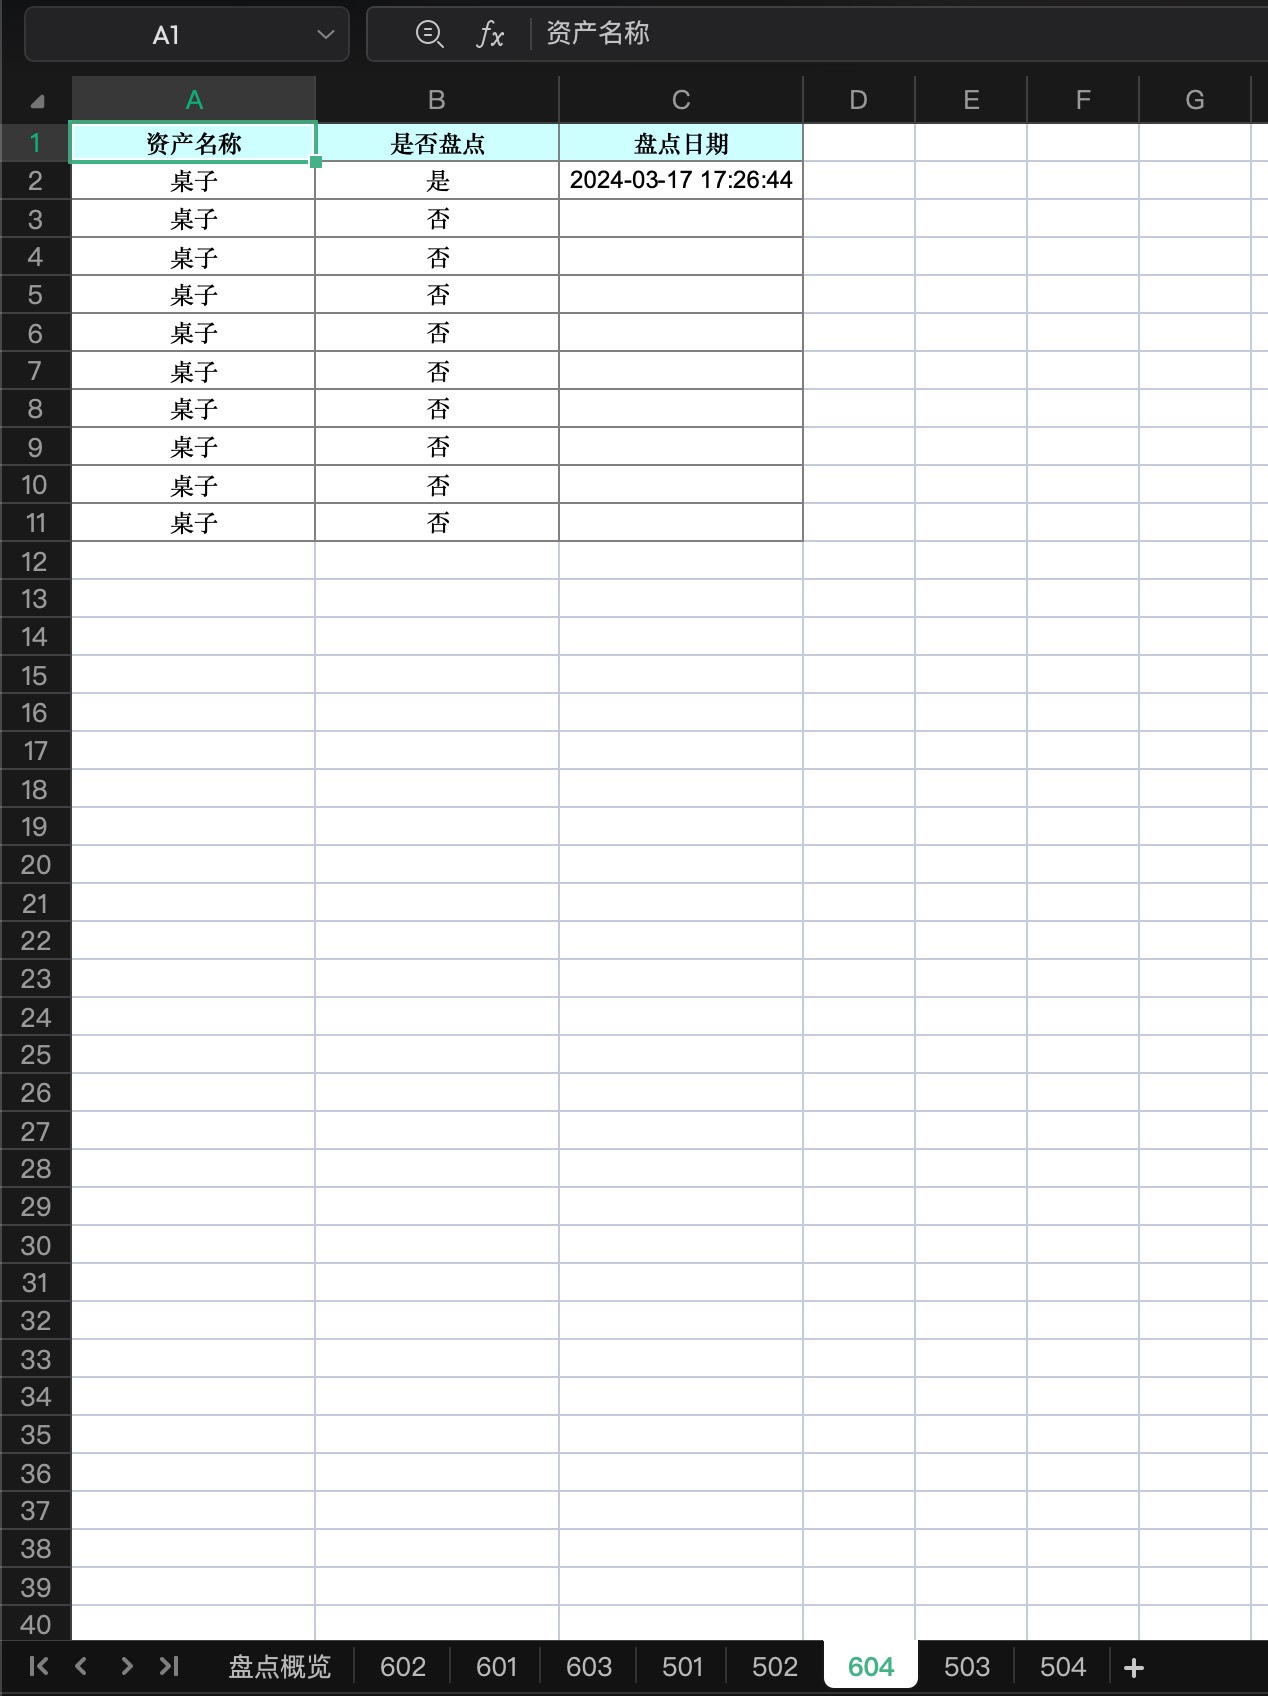 A1 fx 资产名称
A B C D E F G
1 资产名称 是否盘点 盘点日期
2 桌子 是 2024-03-17 17:26:44
3 桌子 否
4 桌子 否
5 桌子 否
6 桌子 否
7 桌子 否
8 桌子 否
9 桌子 否
10 桌子 否
11 桌子 否
12
13
14
15
16
17
18
19
20
21
22
23
24
25
26
27
28
29
30
31
32
33
34
35
36
37
38
39
40
盘点概览 602 601 603 501 502 604 503 504 +